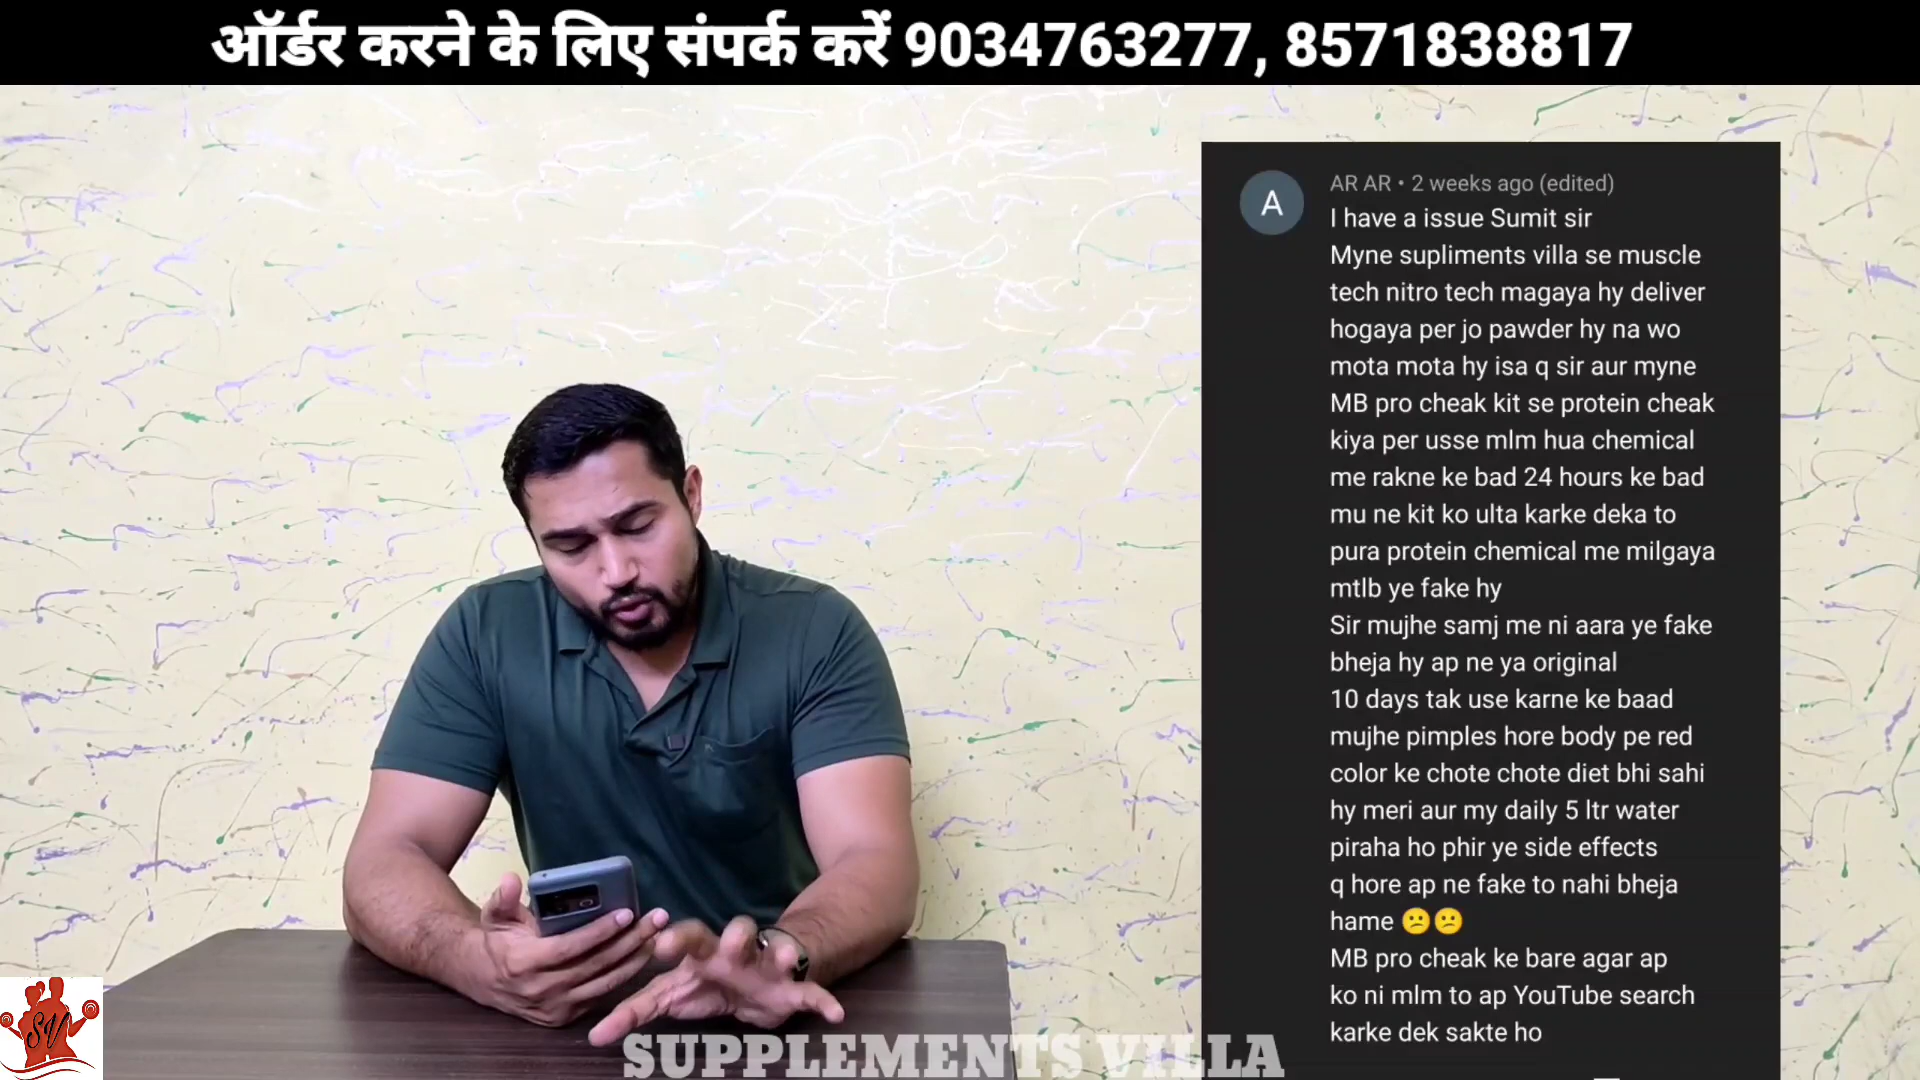 ऑर्डर करने के लिए संपर्क करें 9034763277, 8571838817
A
AR AR • 2 weeks ago (edited)
I have a issue Sumit sir
Myne supliments villa se muscle
tech nitro tech magaya hy deliver
hogaya per jo pawder hy na wo
mota mota hy isa q sir aur myne
MB pro cheak kit se protein cheak
kiya per usse mlm hua chemical
me rakne ke bad 24 hours ke bad
mu ne kit ko ulta karke deka to
pura protein chemical me milgaya
mtlb ye fake hy
Sir mujhe samj me ni aara ye fake
bheja hy ap ne ya original
10 days tak use karne ke baad
mujhe pimples hore body pe red
color ke chote chote diet bhi sahi
hy meri aur my daily 5 ltr water
piraha ho phir ye side effects
q hore ap ne fake to nahi bheja
hame 😕😕
MB pro cheak ke bare agar ap
ko ni mlm to ap YouTube search
karke dek sakte ho
SV
SUPPLEMENTS VILLA